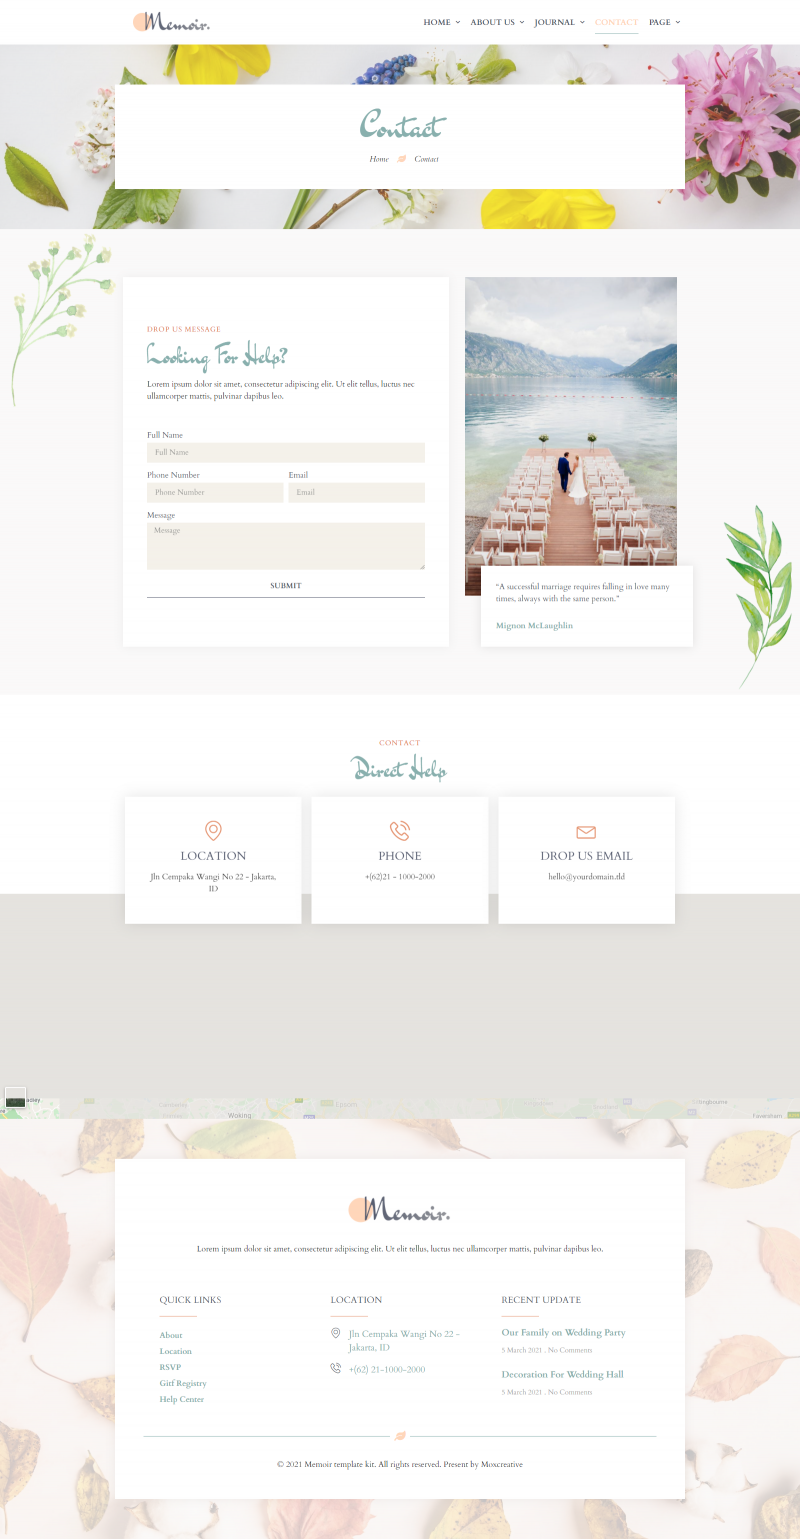 Memoir.
HOME ABOUT US JOURNAL CONTACT PAGE
Contact
Home Contact
DROP US MESSAGE
Looking For Help?
Lorem ipsum dolor sit amet, consectetur adipiscing elit. Ut elit tellus, luctus nec
ullamcorper mattis, pulvinar dapibus leo.
Full Name
Full Name
Phone Number Email
Phone Number Email
Message
Message
SUBMIT
“A successful marriage requires falling in love many
times, always with the same person.”
Mignon McLaughlin
CONTACT
Direct Help
LOCATION
Jln Cempaka Wangi No 22 - Jakarta,
ID
PHONE
+(62)21 - 1000-2000
DROP US EMAIL
hello@yourdomain.tld
Woking
Epsom
Faversham
Memoir.
Lorem ipsum dolor sit amet, consectetur adipiscing elit. Ut elit tellus, luctus nec ullamcorper mattis, pulvinar dapibus leo.
QUICK LINKS
About
Location
RSVP
Gitf Registry
Help Center
LOCATION
Jln Cempaka Wangi No 22 -
Jakarta, ID
+(62) 21-1000-2000
RECENT UPDATE
Our Family on Wedding Party
5 March 2021 . No Comments
Decoration For Wedding Hall
5 March 2021 . No Comments
© 2021 Memoir template kit. All rights reserved. Present by Moxcreative